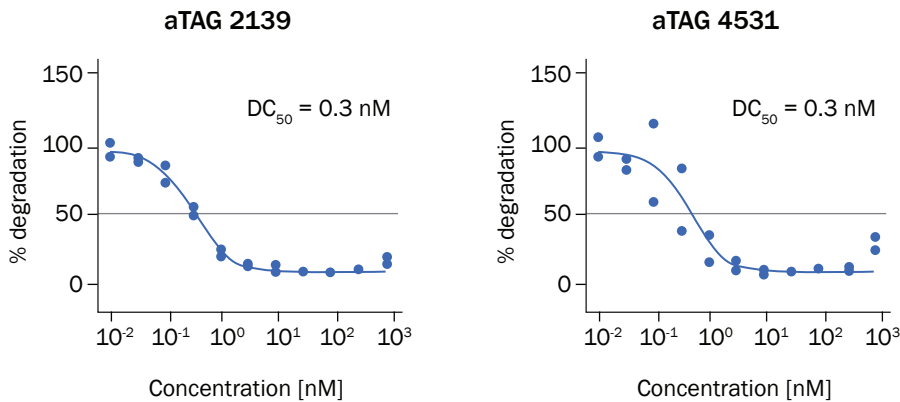 aTAG 2139
150
100
50
0
% degradation
DC₅₀ = 0.3 nM
10⁻² 10⁻¹ 10⁰ 10¹ 10² 10³
Concentration [nM]
aTAG 4531
150
100
50
0
% degradation
DC₅₀ = 0.3 nM
10⁻² 10⁻¹ 10⁰ 10¹ 10² 10³
Concentration [nM]